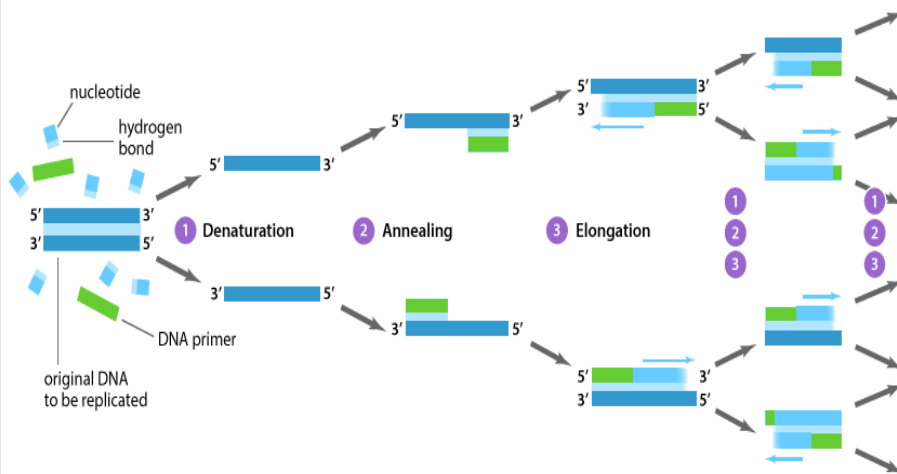 nucleotide
hydrogen
bond
5′ 3′
3′ 5′
DNA primer
original DNA
to be replicated
5′ 3′
1 Denaturation
3′ 5′
5′ 3′
2 Annealing
3′ 5′
5′ 3′
3′ 5′
3 Elongation
5′ 3′
3′ 5′
1
2
3
1
2
3